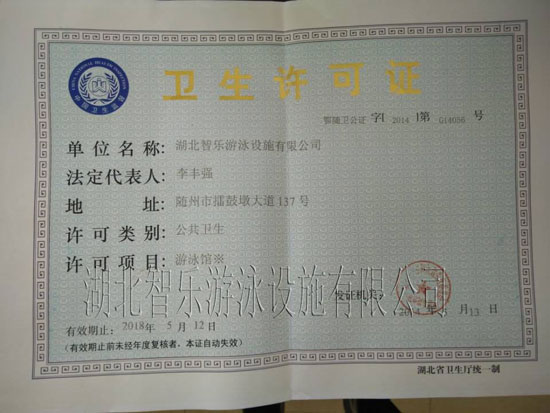 卫生许可证
鄂随卫公证 字[ 2014 ]第 G14056 号
单位名称: 湖北智乐游泳设施有限公司
法定代表人: 李丰强
地 址: 随州市擂鼓墩大道137号
许可类别: 公共卫生
许可项目: 游泳馆※
湖北智乐游泳设施有限公司
发证机关:
月 13 日
有效期止: 2018 年 5 月 12 日
(有效期止前未经年度复核者，本证自动失效)
湖北省卫生厅统一制